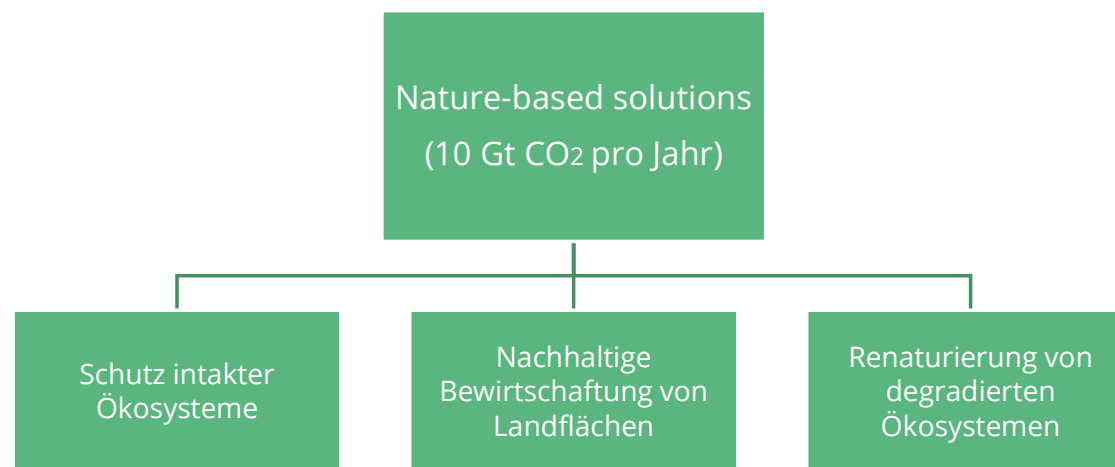 Nature-based solutions
(10 Gt CO2 pro Jahr)
Schutz intakter
Ökosysteme
Nachhaltige
Bewirtschaftung von
Landflächen
Renaturierung von
degradierten
Ökosystemen